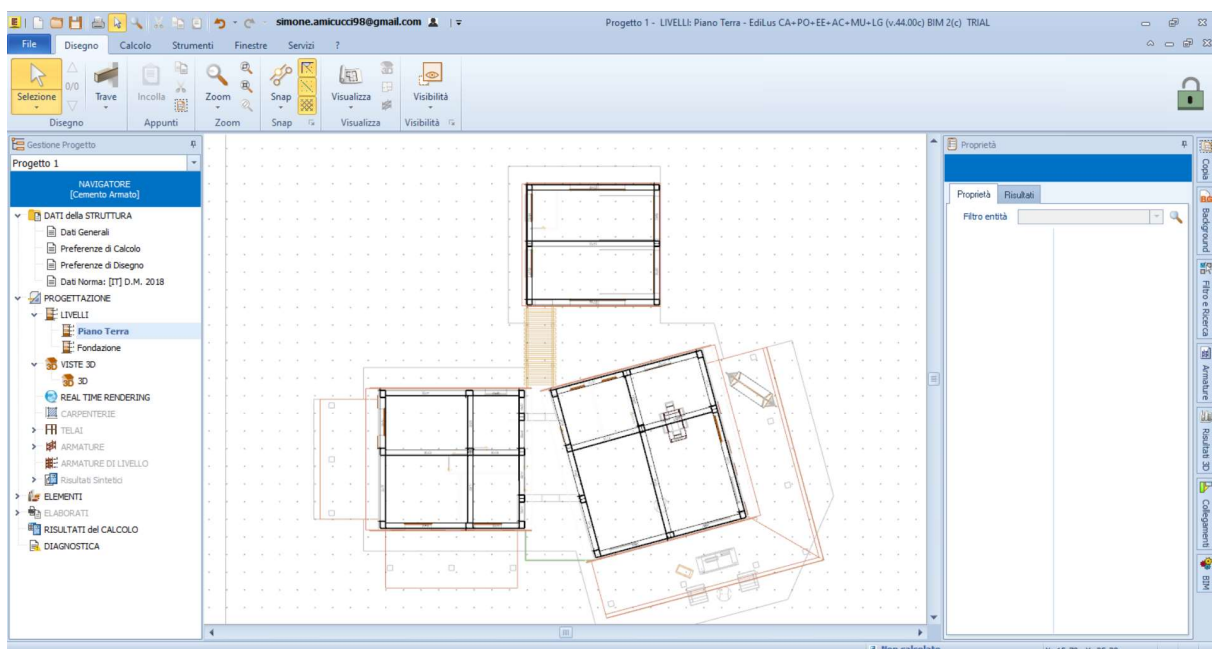 simone.amicucci98@gmail.com
Progetto 1 - LIVELLI: Piano Terra - EdiLus CA+PO+EE+AC+MU+LG (v.44.00c) BIM 2(c) TRIAL
File Disegno Calcolo Strumenti Finestre Servizi ?
Selezione 0/0 Trave Incolla Zoom Snap Visualizza Visibilità
Disegno Appunti Zoom Snap Visualizza Visibilità
Gestione Progetto
Progetto 1
NAVIGATORE
[Cemento Armato]
DATI della STRUTTURA
Dati Generali
Preferenze di Calcolo
Preferenze di Disegno
Dati Norma: [IT] D.M. 2018
PROGETTAZIONE
LIVELLI
Piano Terra
Fondazione
VISTE 3D
3D
REAL TIME RENDERING
CARPENTERIE
TELAI
ARMATURE
ARMATURE DI LIVELLO
Risultati Sintetici
ELEMENTI
ELABORATI
RISULTATI del CALCOLO
DIAGNOSTICA
Proprietà
Proprietà Risultati
Filtro entità
Copia
Background
Filtro e Ricerca
Armature
Risultati 3D
Collegamenti
BIM